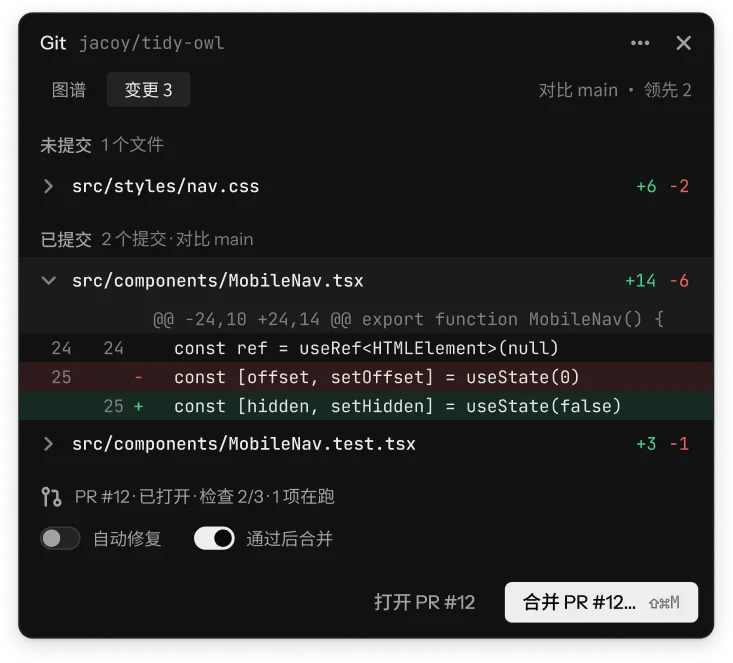 Git jacoy/tidy-owl
图谱 变更 3 对比 main · 领先 2
未提交 1 个文件
src/styles/nav.css +6 -2
已提交 2 个提交·对比 main
src/components/MobileNav.tsx +14 -6
@@ -24,10 +24,14 @@ export function MobileNav() {
24 24 const ref = useRef<HTMLElement>(null)
25 - const [offset, setOffset] = useState(0)
25 + const [hidden, setHidden] = useState(false)
src/components/MobileNav.test.tsx +3 -1
PR #12·已打开·检查 2/3·1 项在跑
自动修复 通过后合并
打开 PR #12 合并 PR #12... ⇧⌘M